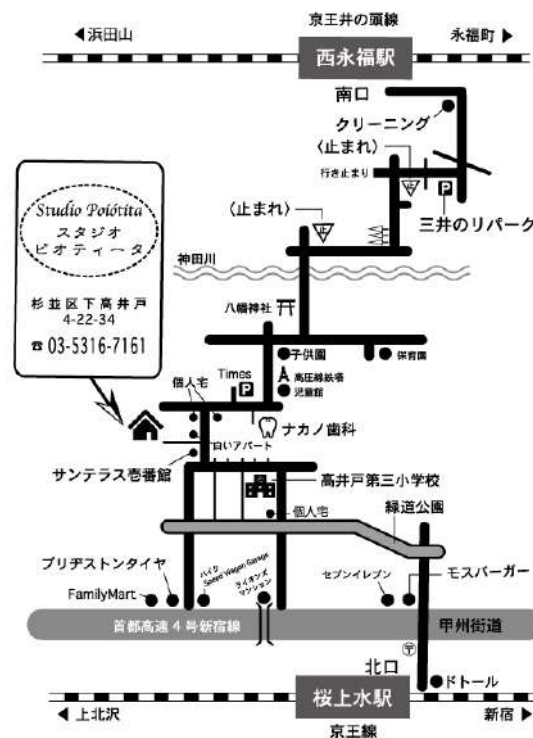 京王井の頭線
◀浜田山
西永福駅
永福町▶
南口
クリーニング
〈止まれ〉
行き止まり
止
P
三井のリパーク
〈止まれ〉
止
Studio Poiótita
スタジオ
ピオティータ
杉並区下高井戸
4-22-34
☎ 03-5316-7161
神田川
八幡神社
子供園
保育園
高圧線鉄塔
児童館
Times
P
個人宅
ナカノ歯科
白いアパート
サンテラス壱番館
高井戸第三小学校
個人宅
緑道公園
ブリヂストンタイヤ
バイク
Speed Wagon Garage
ライオンズ
マンション
セブンイレブン
モスバーガー
FamilyMart
首都高速4号新宿線
甲州街道
〒
北口
ドトール
桜上水駅
◀上北沢
新宿▶
京王線